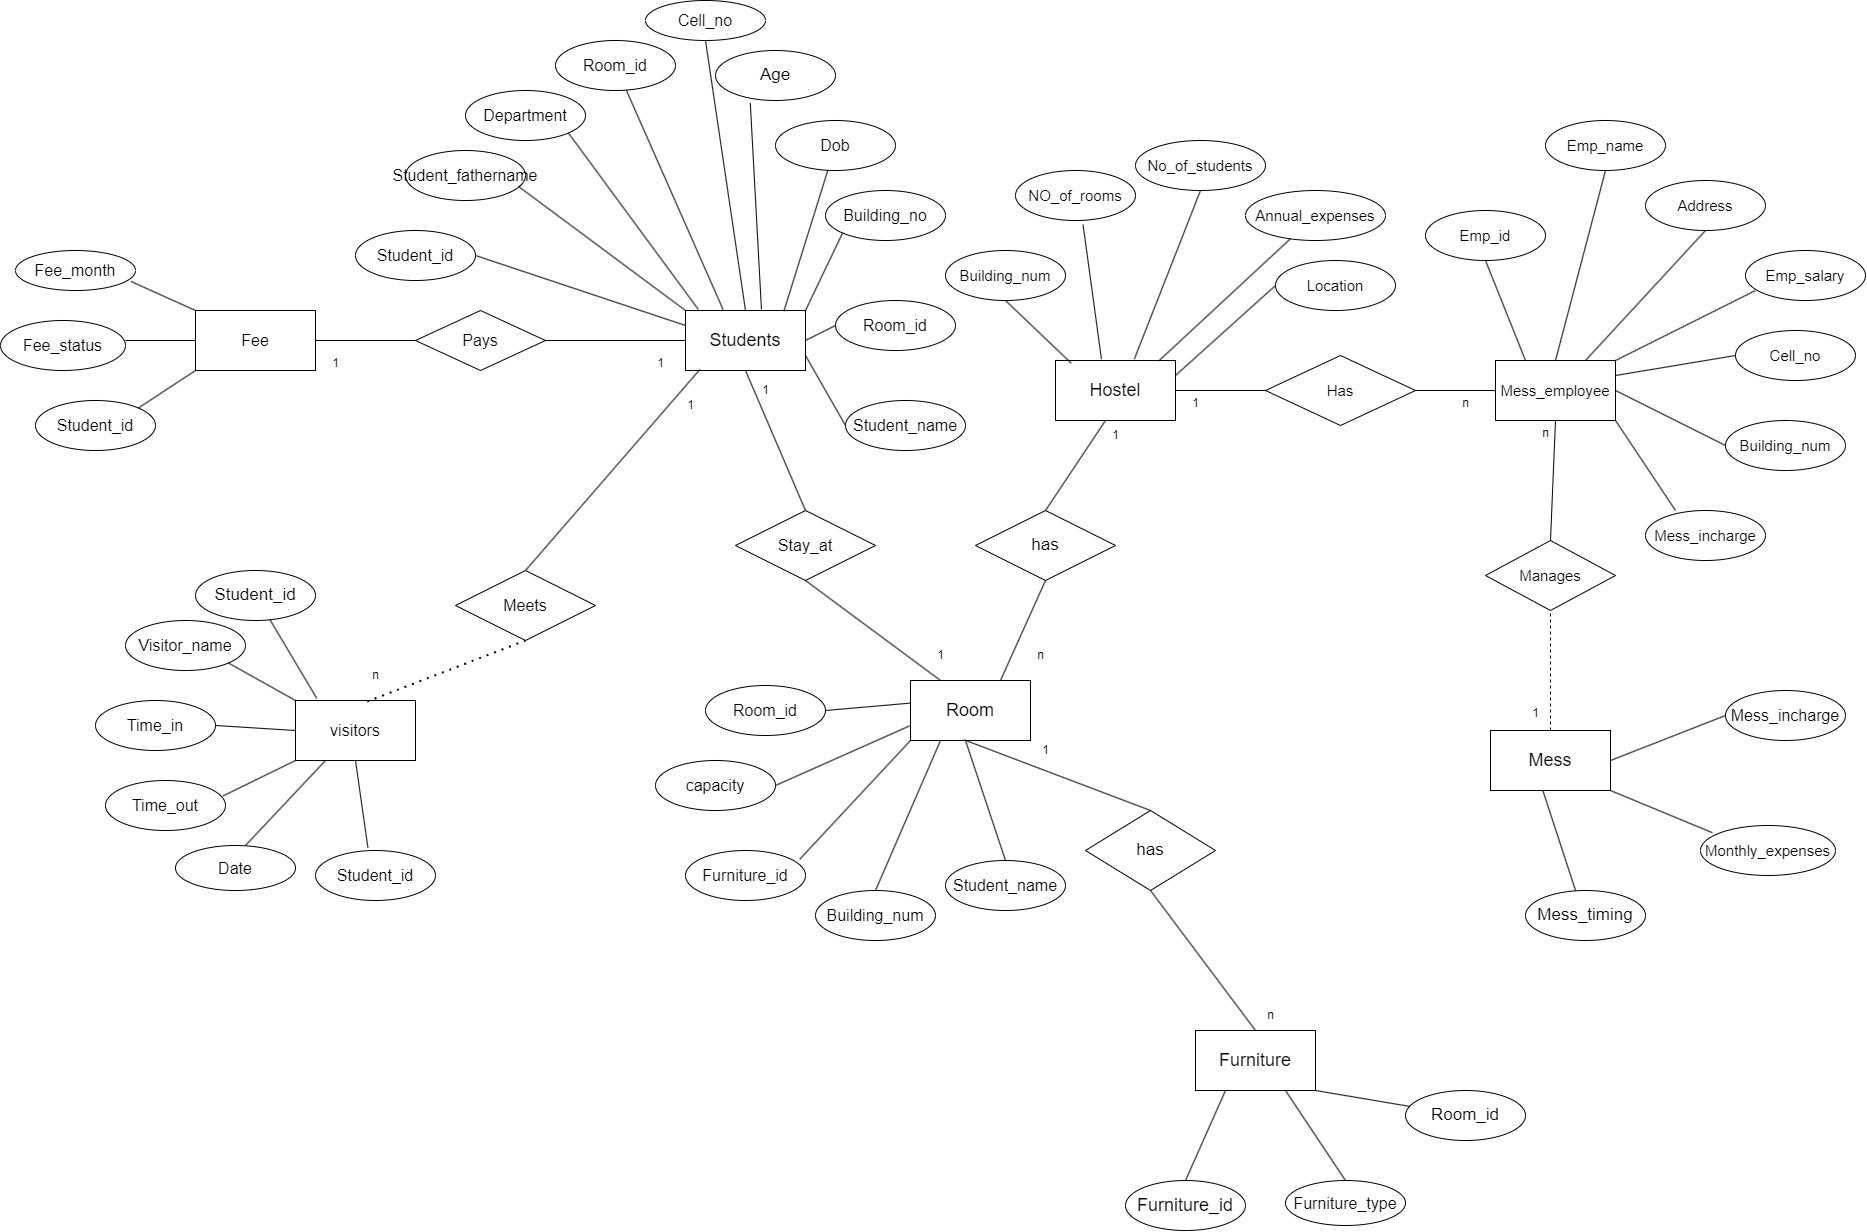 Cell_no
Room_id
Age
Department
Dob
Student_fathername
Building_no
Student_id
Room_id
Student_name
Students
Fee_month
Fee_status
Student_id
Fee
1
Pays
1
1
1
NO_of_rooms
No_of_students
Annual_expenses
Building_num
Location
Hostel
1
Has
n
1
Emp_name
Address
Emp_id
Emp_salary
Cell_no
Mess_employee
Building_num
Mess_incharge
n
Manages
1
Mess
Mess_incharge
Monthly_expenses
Mess_timing
Meets
n
Student_id
Visitor_name
Time_in
visitors
Time_out
Date
Student_id
Stay_at
1
has
n
Room_id
Room
1
capacity
Furniture_id
Building_num
Student_name
has
n
Furniture
Room_id
Furniture_id
Furniture_type